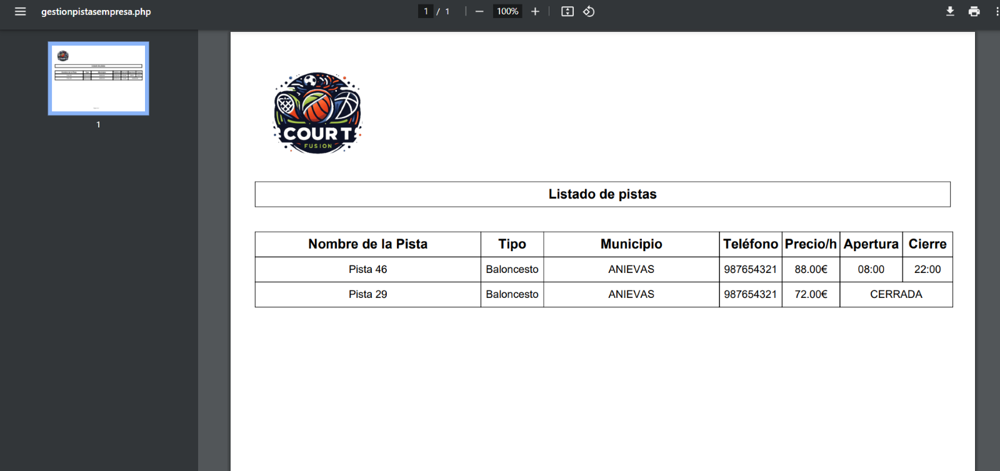 gestionpistasempresa.php
1 / 1
100%
1
COURT
FUSION
Listado de pistas
Nombre de la Pista Tipo Municipio Teléfono Precio/h Apertura Cierre
Pista 46 Baloncesto ANIEVAS 987654321 88.00€ 08:00 22:00
Pista 29 Baloncesto ANIEVAS 987654321 72.00€ CERRADA